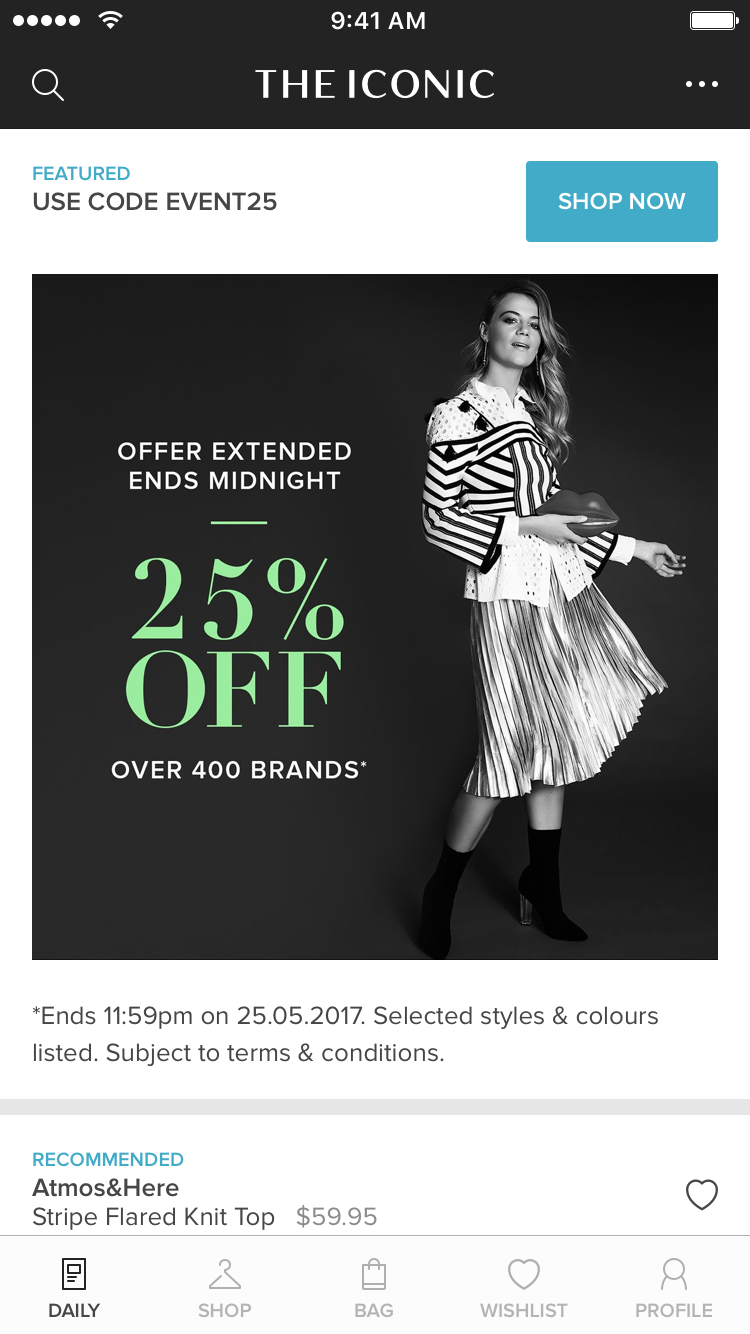 9:41 AM
THE ICONIC
FEATURED
USE CODE EVENT25
SHOP NOW
OFFER EXTENDED
ENDS MIDNIGHT
25%
OFF
OVER 400 BRANDS*
*Ends 11:59pm on 25.05.2017. Selected styles & colours
listed. Subject to terms & conditions.
RECOMMENDED
Atmos&Here
Stripe Flared Knit Top $59.95
DAILY SHOP BAG WISHLIST PROFILE